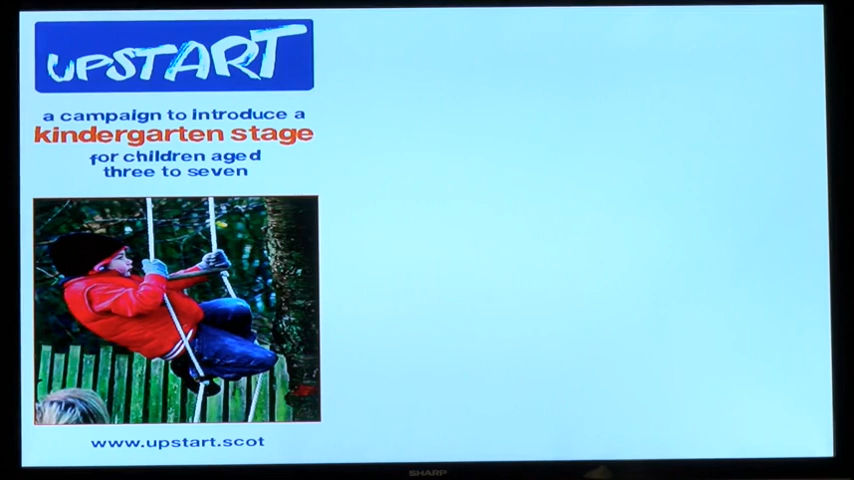 UPSTART
a campaign to introduce a
kindergarten stage
for children aged
three to seven
www.upstart.scot
SHARP